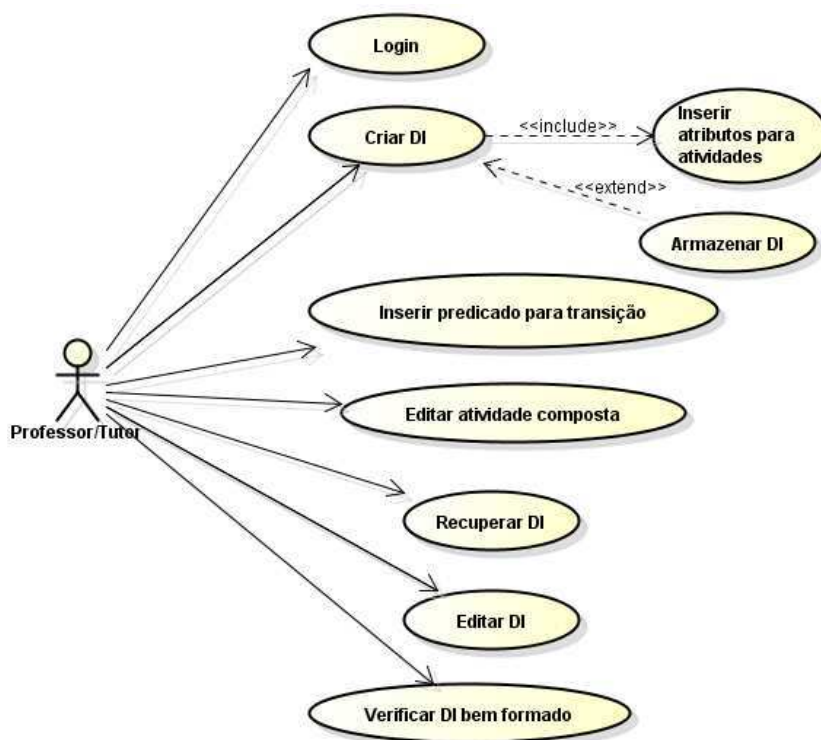 Login
Criar DI
<<include>>
Inserir
atributos para
atividades
<<extend>>
Armazenar DI
Inserir predicado para transição
Professor/Tutor
Editar atividade composta
Recuperar DI
Editar DI
Verificar DI bem formado